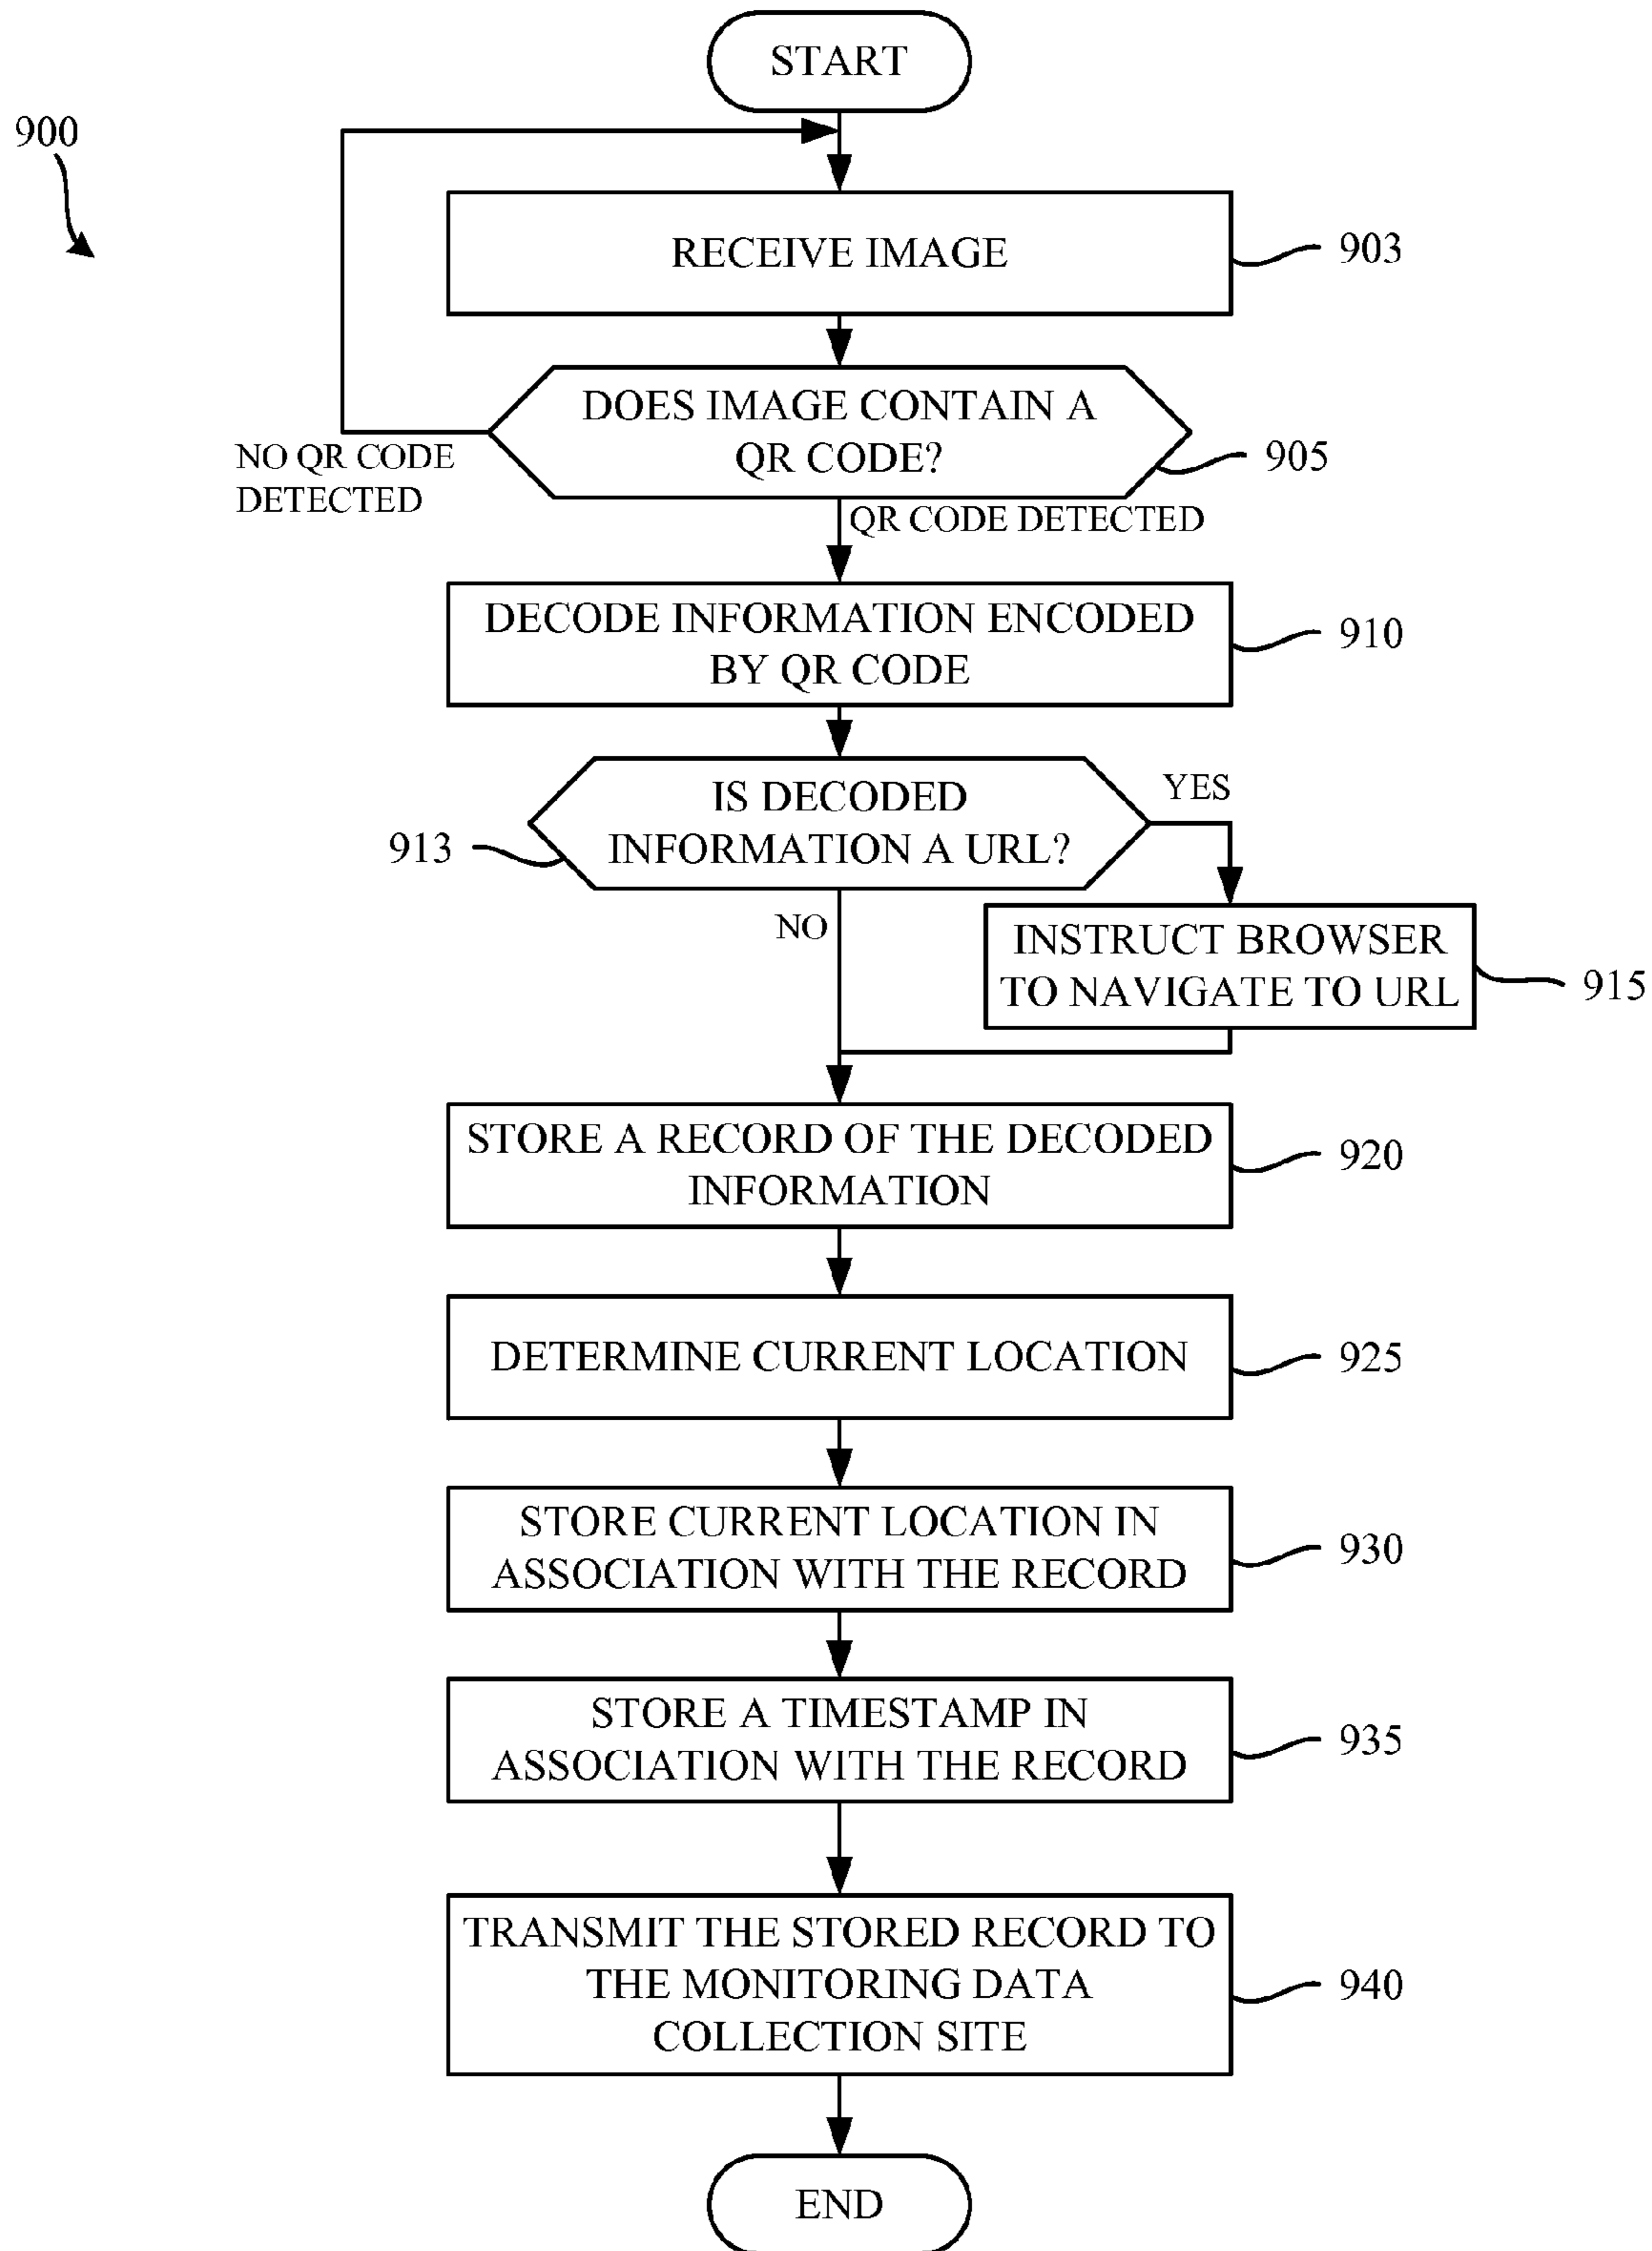 START
900
RECEIVE IMAGE
903
DOES IMAGE CONTAIN A
QR CODE?
905
NO QR CODE
DETECTED
QR CODE DETECTED
DECODE INFORMATION ENCODED
BY QR CODE
910
IS DECODED
INFORMATION A URL?
913
YES
NO
INSTRUCT BROWSER
TO NAVIGATE TO URL
915
STORE A RECORD OF THE DECODED
INFORMATION
920
DETERMINE CURRENT LOCATION
925
STORE CURRENT LOCATION IN
ASSOCIATION WITH THE RECORD
930
STORE A TIMESTAMP IN
ASSOCIATION WITH THE RECORD
935
TRANSMIT THE STORED RECORD TO
THE MONITORING DATA
COLLECTION SITE
940
END